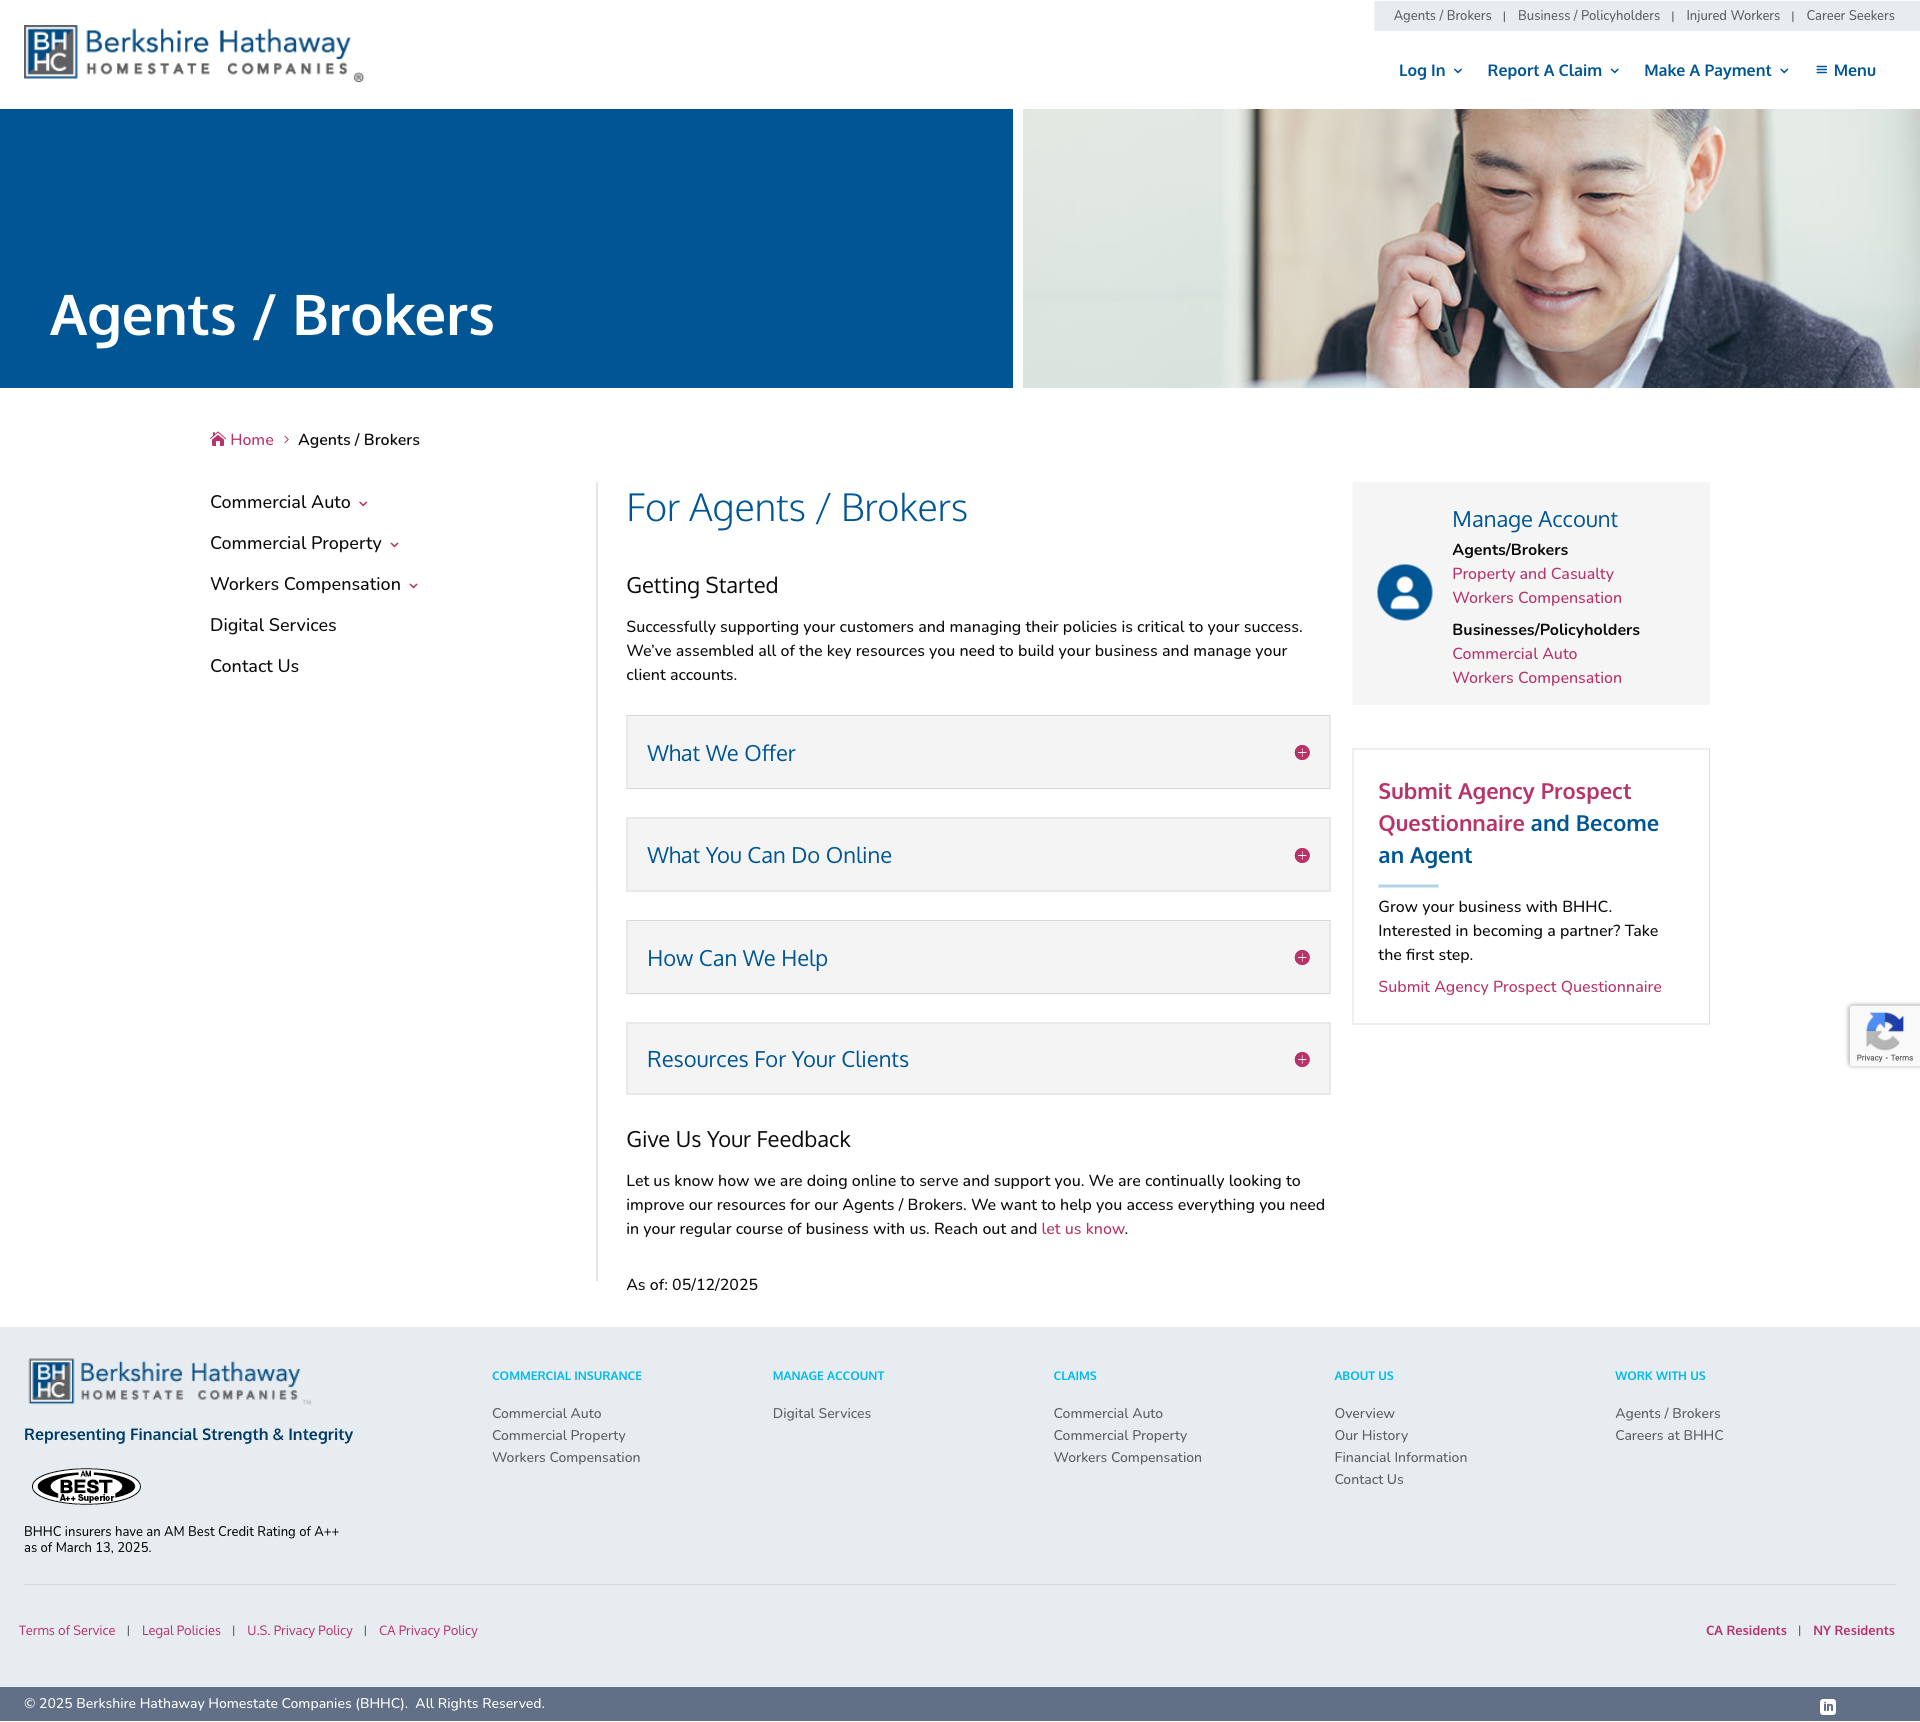 Agents / Brokers | Business / Policyholders | Injured Workers | Career Seekers
BH
HC
Berkshire Hathaway
HOMESTATE COMPANIES ®
Log In Report A Claim Make A Payment Menu
Agents / Brokers
Home > Agents / Brokers
Commercial Auto
Commercial Property
Workers Compensation
Digital Services
Contact Us
For Agents / Brokers
Getting Started
Successfully supporting your customers and managing their policies is critical to your success.
We’ve assembled all of the key resources you need to build your business and manage your
client accounts.
What We Offer
What You Can Do Online
How Can We Help
Resources For Your Clients
Give Us Your Feedback
Let us know how we are doing online to serve and support you. We are continually looking to
improve our resources for our Agents / Brokers. We want to help you access everything you need
in your regular course of business with us. Reach out and let us know.
As of: 05/12/2025
Manage Account
Agents/Brokers
Property and Casualty
Workers Compensation
Businesses/Policyholders
Commercial Auto
Workers Compensation
Submit Agency Prospect
Questionnaire and Become
an Agent
Grow your business with BHHC.
Interested in becoming a partner? Take
the first step.
Submit Agency Prospect Questionnaire
Privacy - Terms
BH
HC
Berkshire Hathaway
HOMESTATE COMPANIES TM
Representing Financial Strength & Integrity
AM
BEST
A++ Superior
BHHC insurers have an AM Best Credit Rating of A++
as of March 13, 2025.
COMMERCIAL INSURANCE
Commercial Auto
Commercial Property
Workers Compensation
MANAGE ACCOUNT
Digital Services
CLAIMS
Commercial Auto
Commercial Property
Workers Compensation
ABOUT US
Overview
Our History
Financial Information
Contact Us
WORK WITH US
Agents / Brokers
Careers at BHHC
Terms of Service | Legal Policies | U.S. Privacy Policy | CA Privacy Policy
CA Residents | NY Residents
© 2025 Berkshire Hathaway Homestate Companies (BHHC). All Rights Reserved.
in